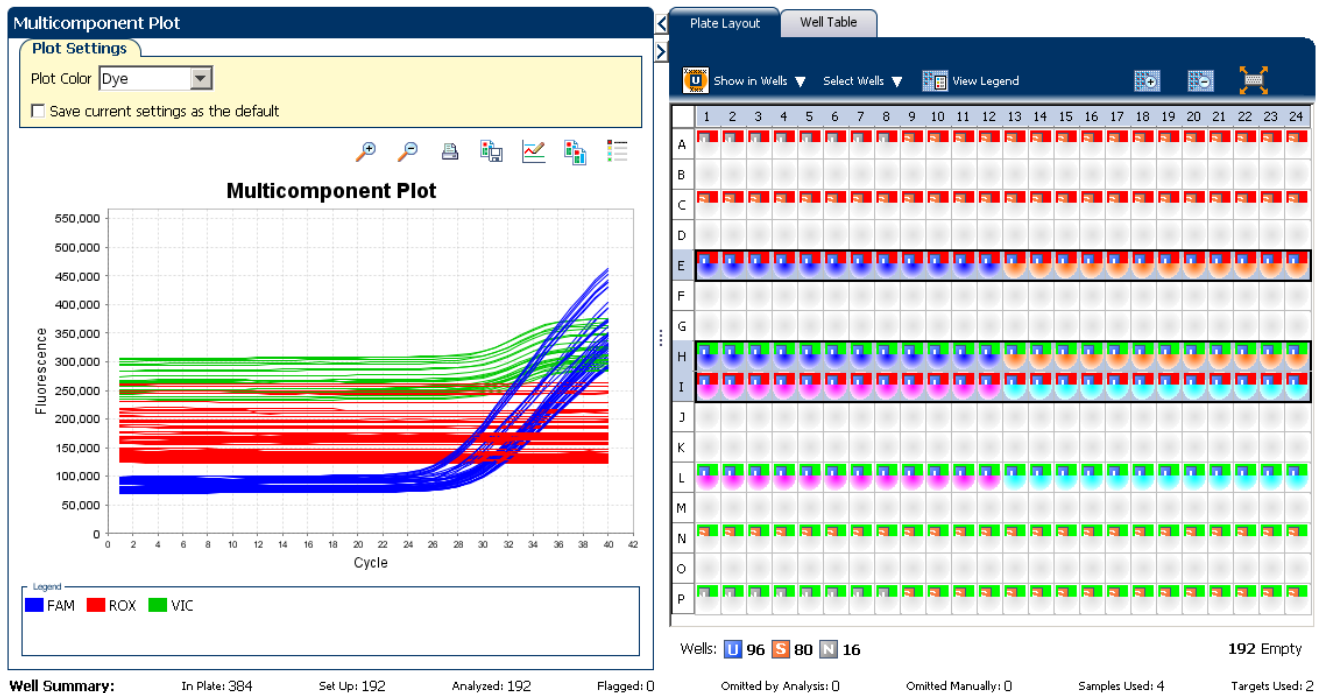 Multicomponent Plot
Plot Settings
Plot Color Dye
Save current settings as the default
Multicomponent Plot
550,000
500,000
450,000
400,000
350,000
300,000
250,000
200,000
150,000
100,000
50,000
0
Fluorescence
0 2 4 6 8 10 12 14 16 18 20 22 24 26 28 30 32 34 36 38 40 42
Cycle
Legend
FAM ROX VIC
Plate Layout Well Table
Show in Wells Select Wells View Legend
1 2 3 4 5 6 7 8 9 10 11 12 13 14 15 16 17 18 19 20 21 22 23 24
A
B
C
D
E
F
G
H
I
J
K
L
M
N
O
P
Wells: U 96 S 80 N 16 192 Empty
Well Summary: In Plate: 384 Set Up: 192 Analyzed: 192 Flagged: 0 Omitted by Analysis: 0 Omitted Manually: 0 Samples Used: 4 Targets Used: 2